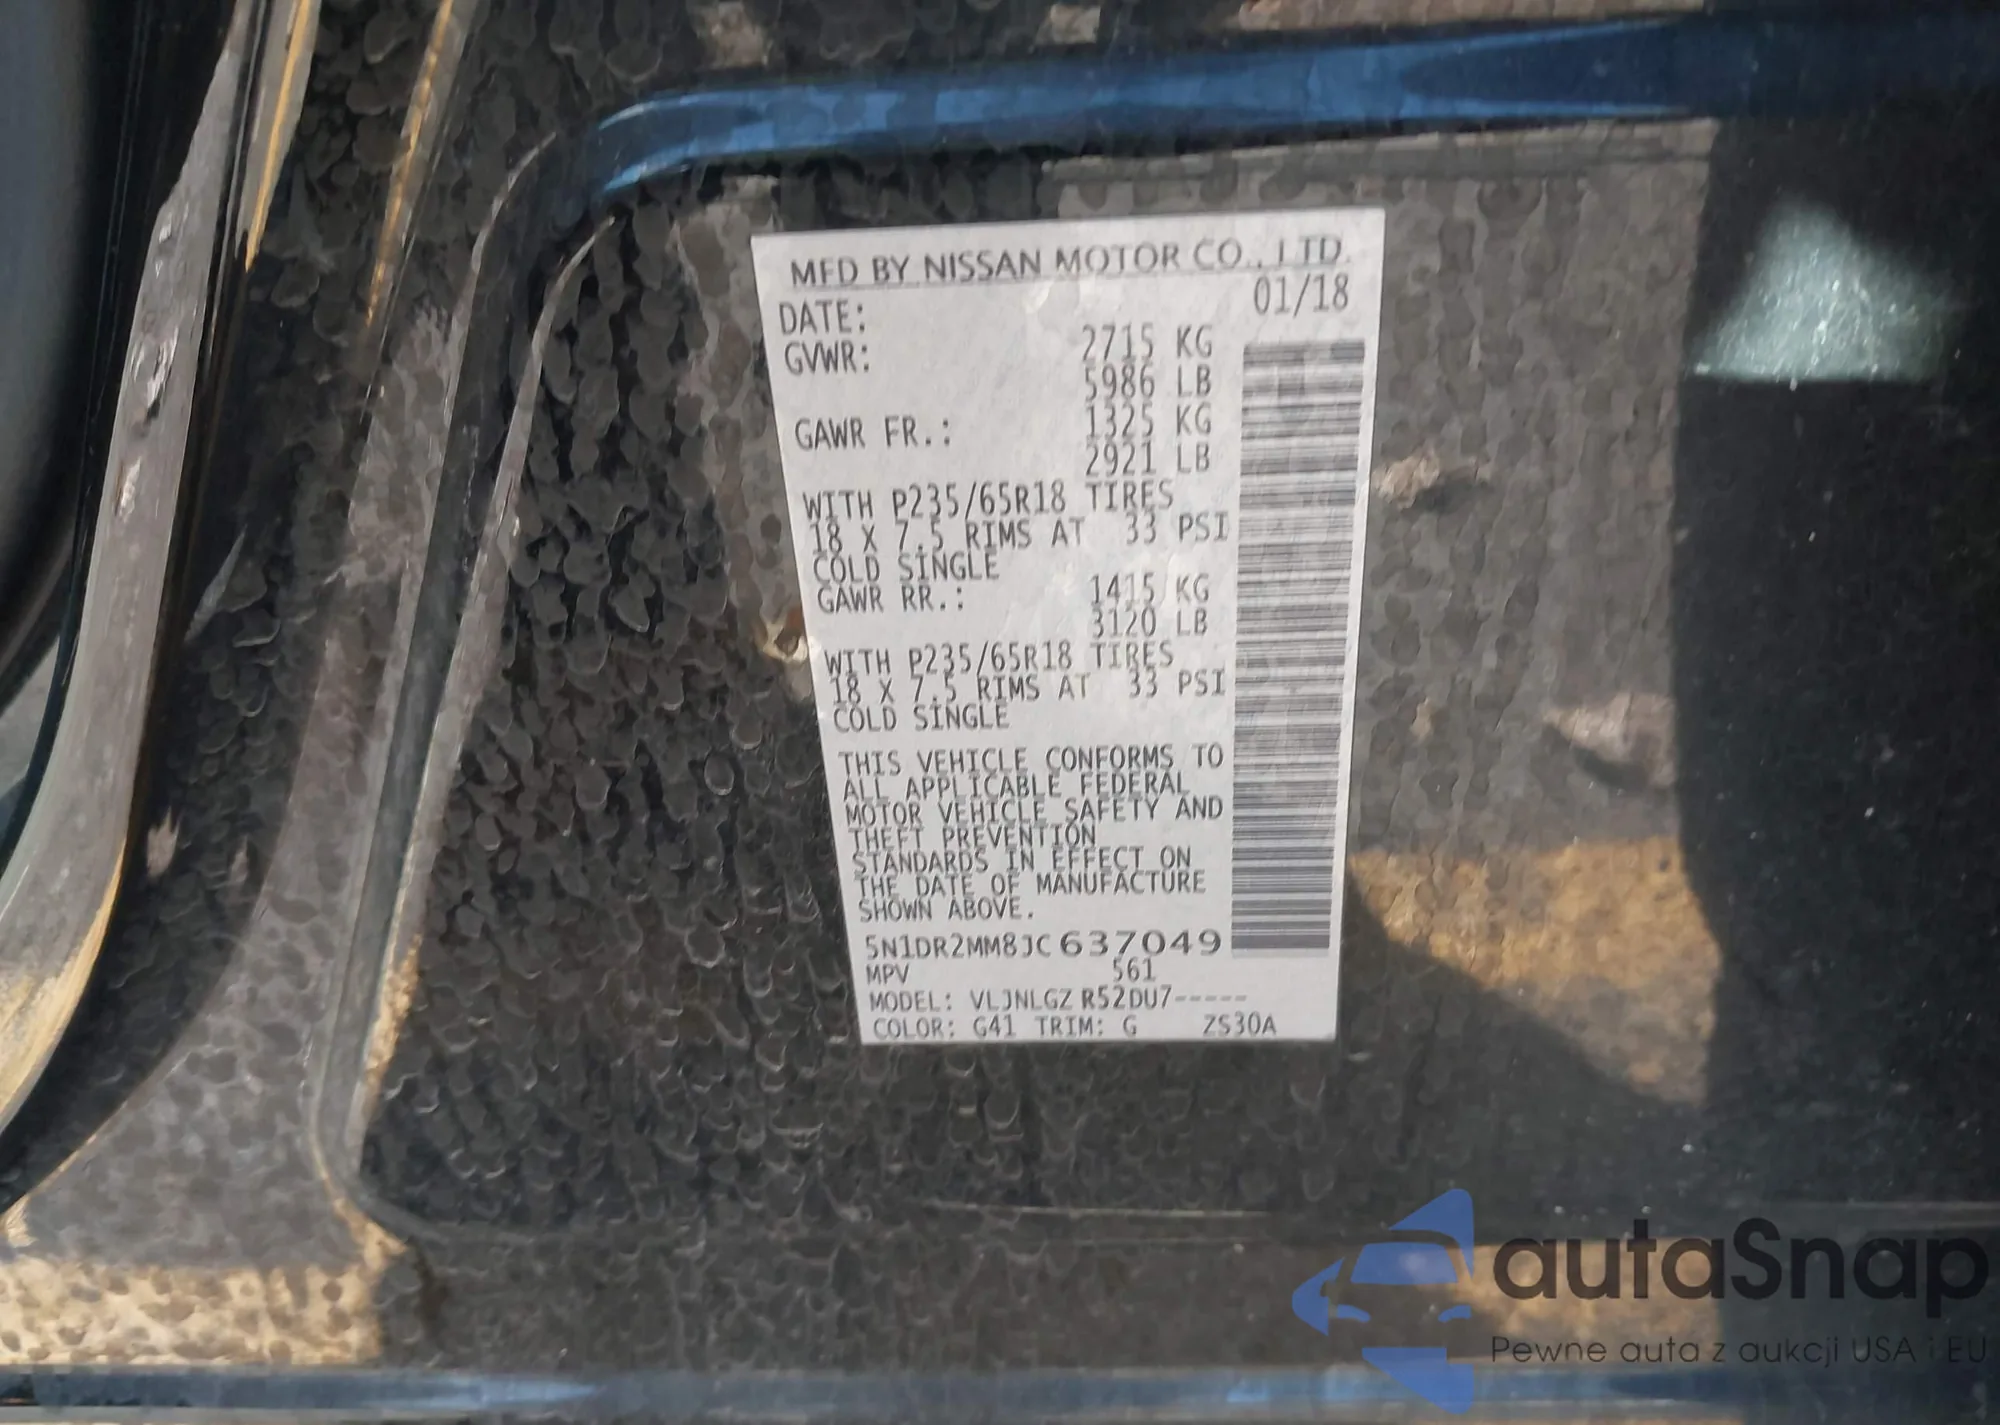 MFD BY NISSAN MOTOR CO., LTD.
DATE: 01/18
GVWR: 2715 KG
5986 LB
GAWR FR.: 1325 KG
2921 LB
WITH P235/65R18 TIRES
18 X 7.5 RIMS AT 33 PSI
COLD SINGLE
GAWR RR.: 1415 KG
3120 LB
WITH P235/65R18 TIRES
18 X 7.5 RIMS AT 33 PSI
COLD SINGLE
THIS VEHICLE CONFORMS TO
ALL APPLICABLE FEDERAL
MOTOR VEHICLE SAFETY AND
THEFT PREVENTION
STANDARDS IN EFFECT ON
THE DATE OF MANUFACTURE
SHOWN ABOVE.
5N1DR2MM8JC637049
MPV 561
MODEL: VLJNLGZ R52DU7-----
COLOR: G41 TRIM: G ZS30A
autaSnap
Pewne auta z aukcji USA i EU